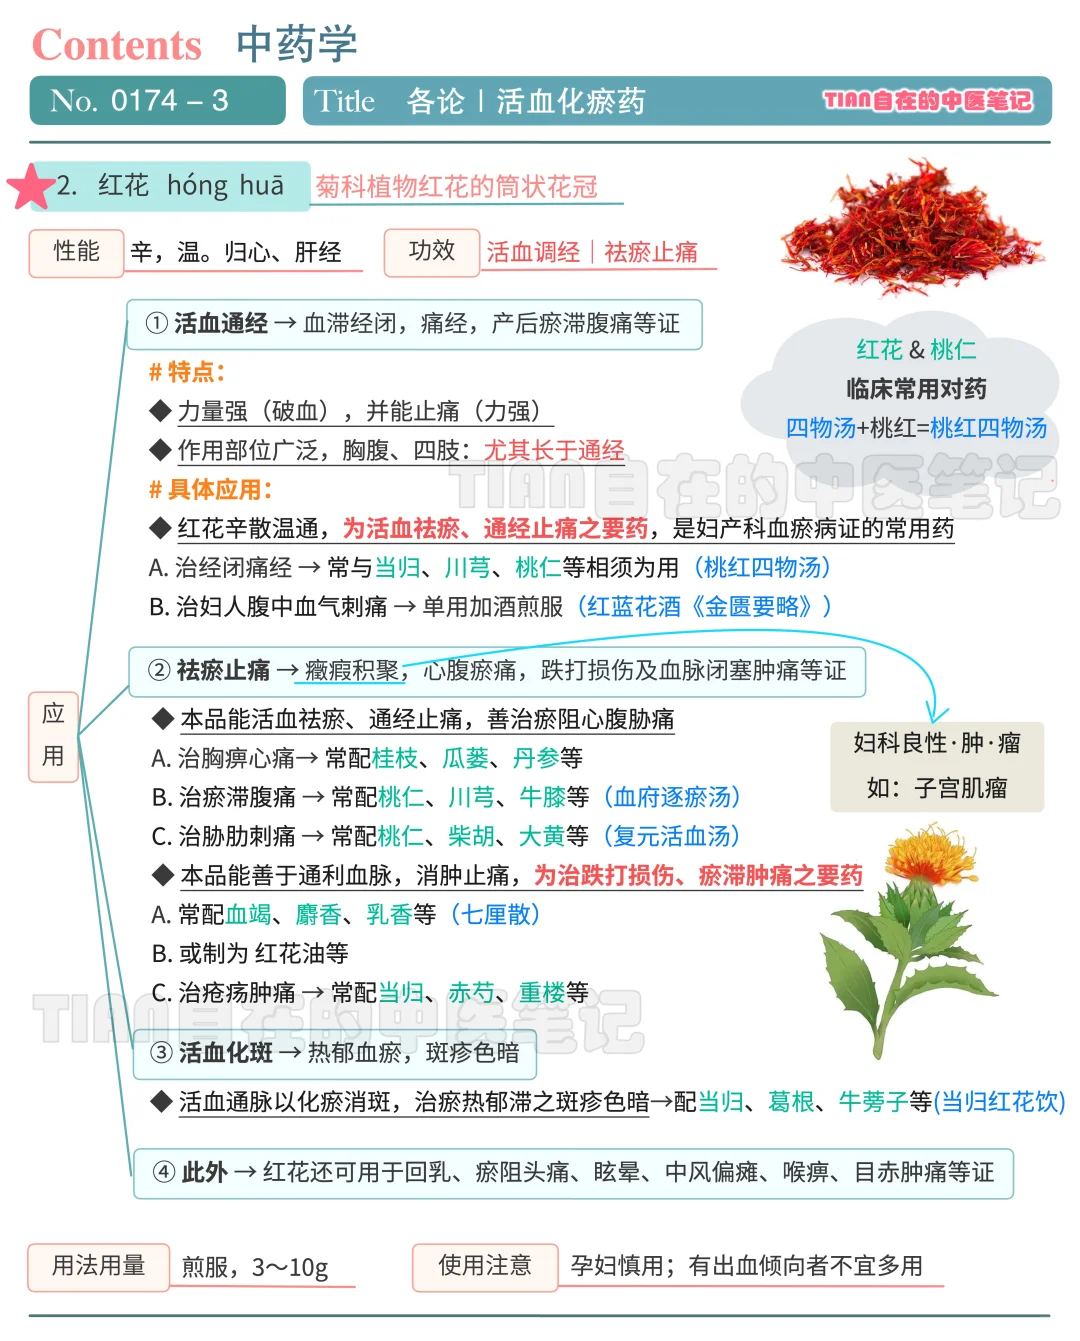 Contents 中药学
No. 0174 – 3
Title 各论 | 活血化瘀药
TIAN自在的中医笔记
2. 红花 hóng huā 菊科植物红花的筒状花冠
性能 辛，温。归心、肝经
功效 活血调经｜祛瘀止痛
① 活血通经 → 血滞经闭，痛经，产后瘀滞腹痛等证
# 特点：
◆ 力量强（破血），并能止痛（力强）
◆ 作用部位广泛，胸腹、四肢：尤其长于通经
红花 & 桃仁
临床常用对药
四物汤+桃红=桃红四物汤
TIAN自在的中医笔记
# 具体应用：
◆ 红花辛散温通，为活血祛瘀、通经止痛之要药，是妇产科血瘀病证的常用药
A. 治经闭痛经 → 常与当归、川芎、桃仁等相须为用（桃红四物汤）
B. 治妇人腹中血气刺痛 → 单用加酒煎服（红蓝花酒《金匮要略》）
应用
② 祛瘀止痛 → 癥瘕积聚，心腹瘀痛，跌打损伤及血脉闭塞肿痛等证
妇科良性·肿·瘤
如：子宫肌瘤
◆ 本品能活血祛瘀、通经止痛，善治瘀阻心腹胁痛
A. 治胸痹心痛→ 常配桂枝、瓜蒌、丹参等
B. 治瘀滞腹痛 → 常配桃仁、川芎、牛膝等（血府逐瘀汤）
C. 治胁肋刺痛 → 常配桃仁、柴胡、大黄等（复元活血汤）
◆ 本品能善于通利血脉，消肿止痛，为治跌打损伤、瘀滞肿痛之要药
A. 常配血竭、麝香、乳香等（七厘散）
B. 或制为 红花油等
C. 治疮疡肿痛 → 常配当归、赤芍、重楼等
TIAN自在的中医笔记
③ 活血化斑 → 热郁血瘀，斑疹色暗
◆ 活血通脉以化瘀消斑，治瘀热郁滞之斑疹色暗→配当归、葛根、牛蒡子等(当归红花饮)
④ 此外 → 红花还可用于回乳、瘀阻头痛、眩晕、中风偏瘫、喉痹、目赤肿痛等证
用法用量 煎服，3～10g
使用注意 孕妇慎用；有出血倾向者不宜多用